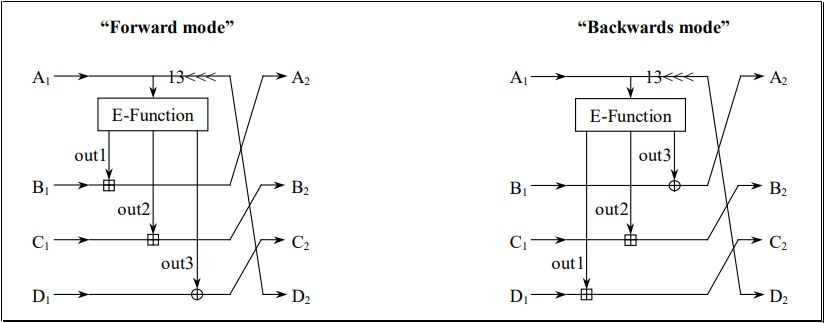 “Forward mode”
“Backwards mode”
A1 13<<< A2
E-Function
out1
B1 B2
out2
C1 C2
out3
D1 D2
A1 13<<< A2
E-Function
out3
B1 B2
out2
C1 C2
out1
D1 D2